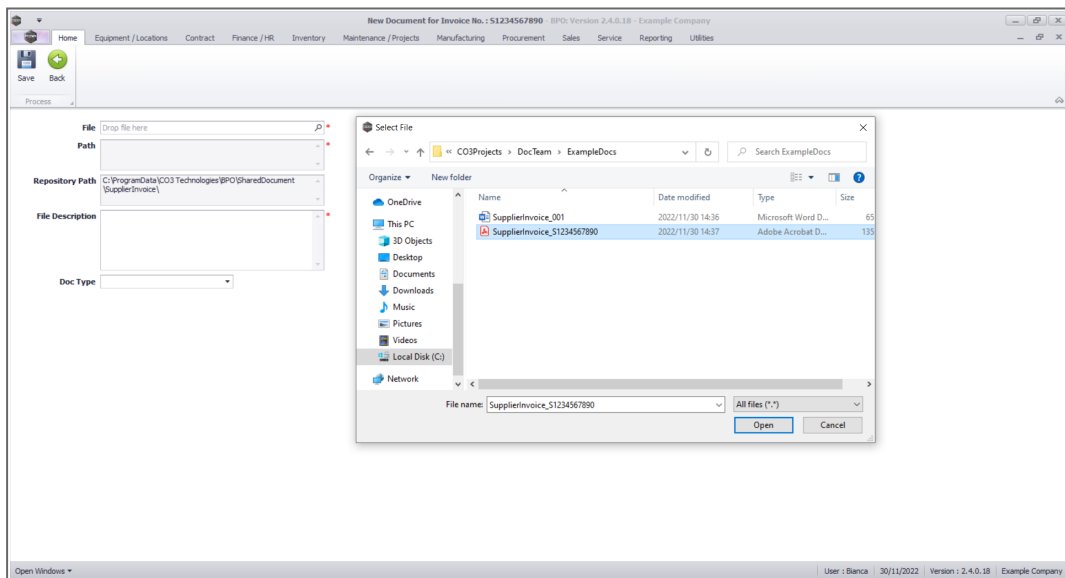 New Document for Invoice No. : S1234567890 - BPO: Version 2.4.0.18 - Example Company
Home Equipment / Locations Contract Finance / HR Inventory Maintenance / Projects Manufacturing Procurement Sales Service Reporting Utilities
Save Back
Process
File Drop file here *
Path *
Repository Path C:\ProgramData\CO3 Technologies\BPO\SharedDocument
\SupplierInvoice\
File Description *
Doc Type
Select File
« CO3Projects > DocTeam > ExampleDocs Search ExampleDocs
Organize New folder
Name Date modified Type Size
OneDrive
This PC
3D Objects
Desktop
Documents
Downloads
Music
Pictures
Videos
Local Disk (C:)
Network
SupplierInvoice_001 2022/11/30 14:36 Microsoft Word D... 65
SupplierInvoice_S1234567890 2022/11/30 14:37 Adobe Acrobat D... 135
File name: SupplierInvoice_S1234567890 All files (*.*)
Open Cancel
Open Windows User : Bianca 30/11/2022 Version : 2.4.0.18 Example Company